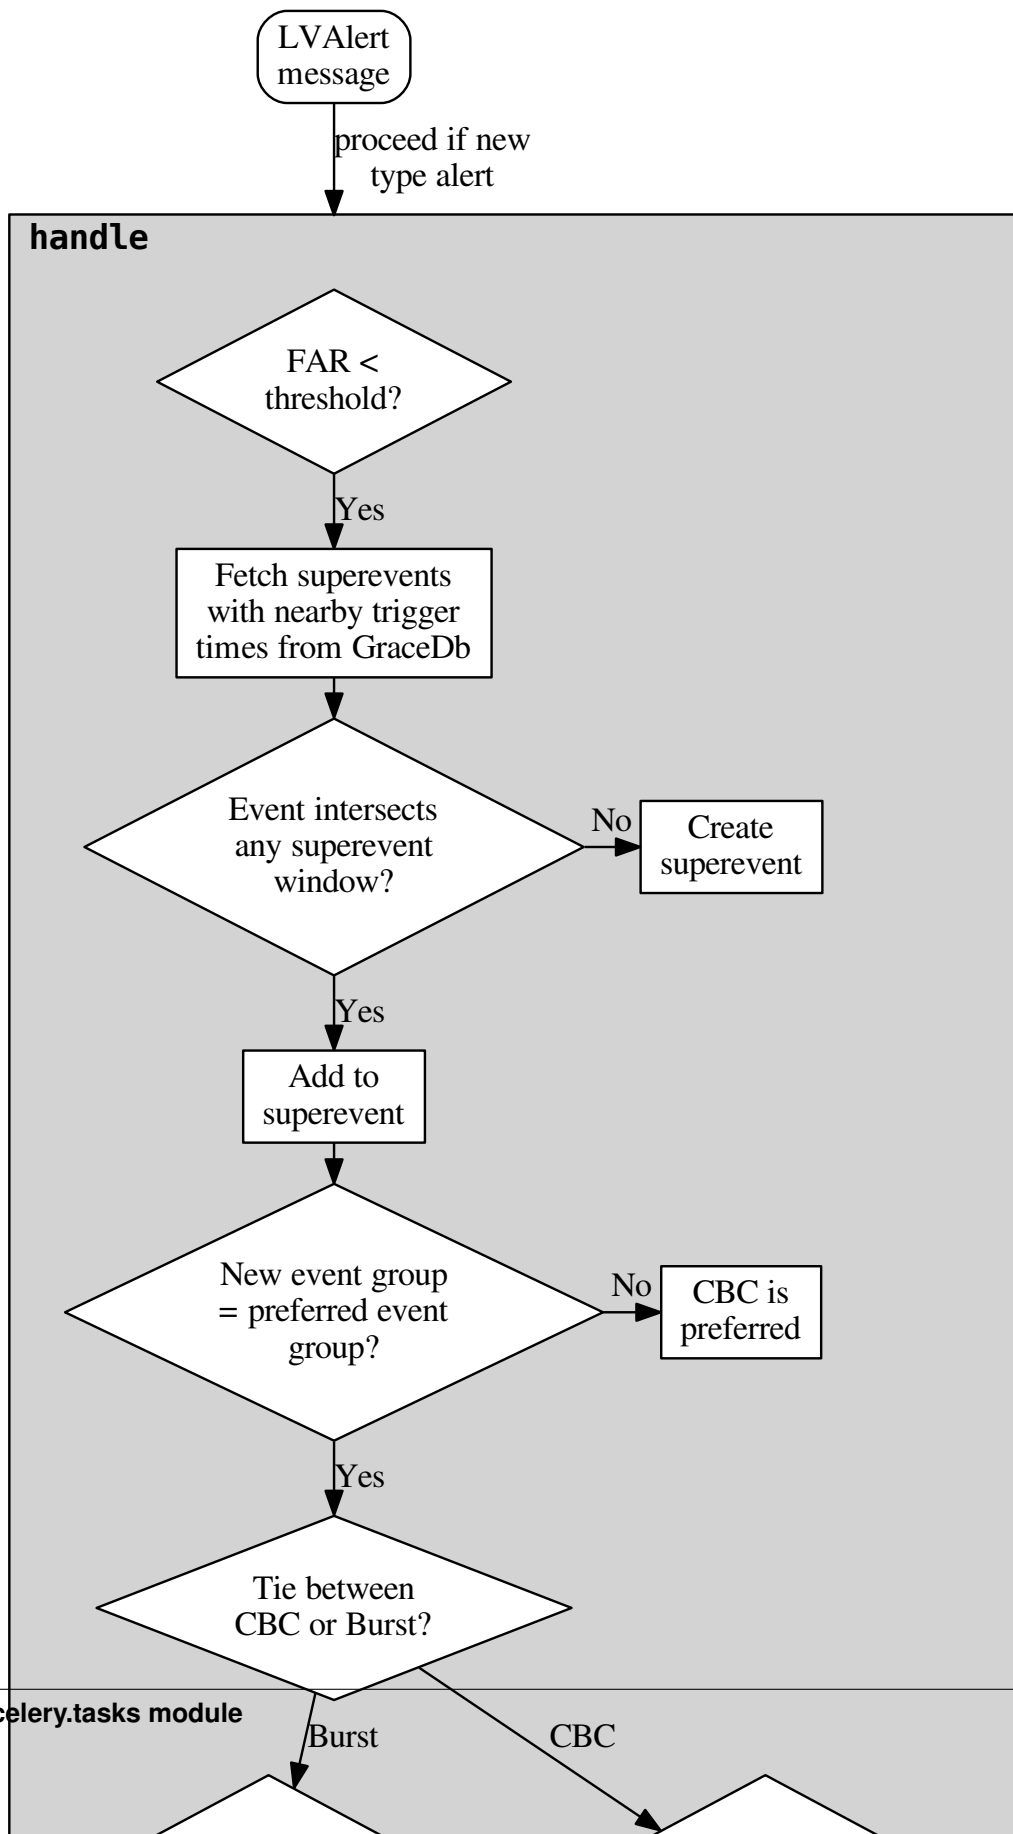 LVAlert
message
proceed if new
type alert
handle
FAR <
threshold?
Yes
Fetch superevents
with nearby trigger
times from GraceDb
Event intersects
any superevent
window?
No
Create
superevent
Yes
Add to
superevent
New event group
= preferred event
group?
No
CBC is
preferred
Yes
Tie between
CBC or Burst?
celery.tasks module
Burst
CBC